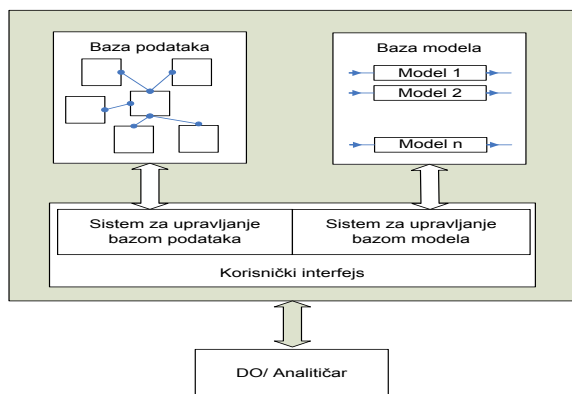 Baza podataka
Baza modela
Model 1
Model 2
Model n
Sistem za upravljanje
bazom podataka
Sistem za upravljanje
bazom modela
Korisnički interfejs
DO/ Analitičar